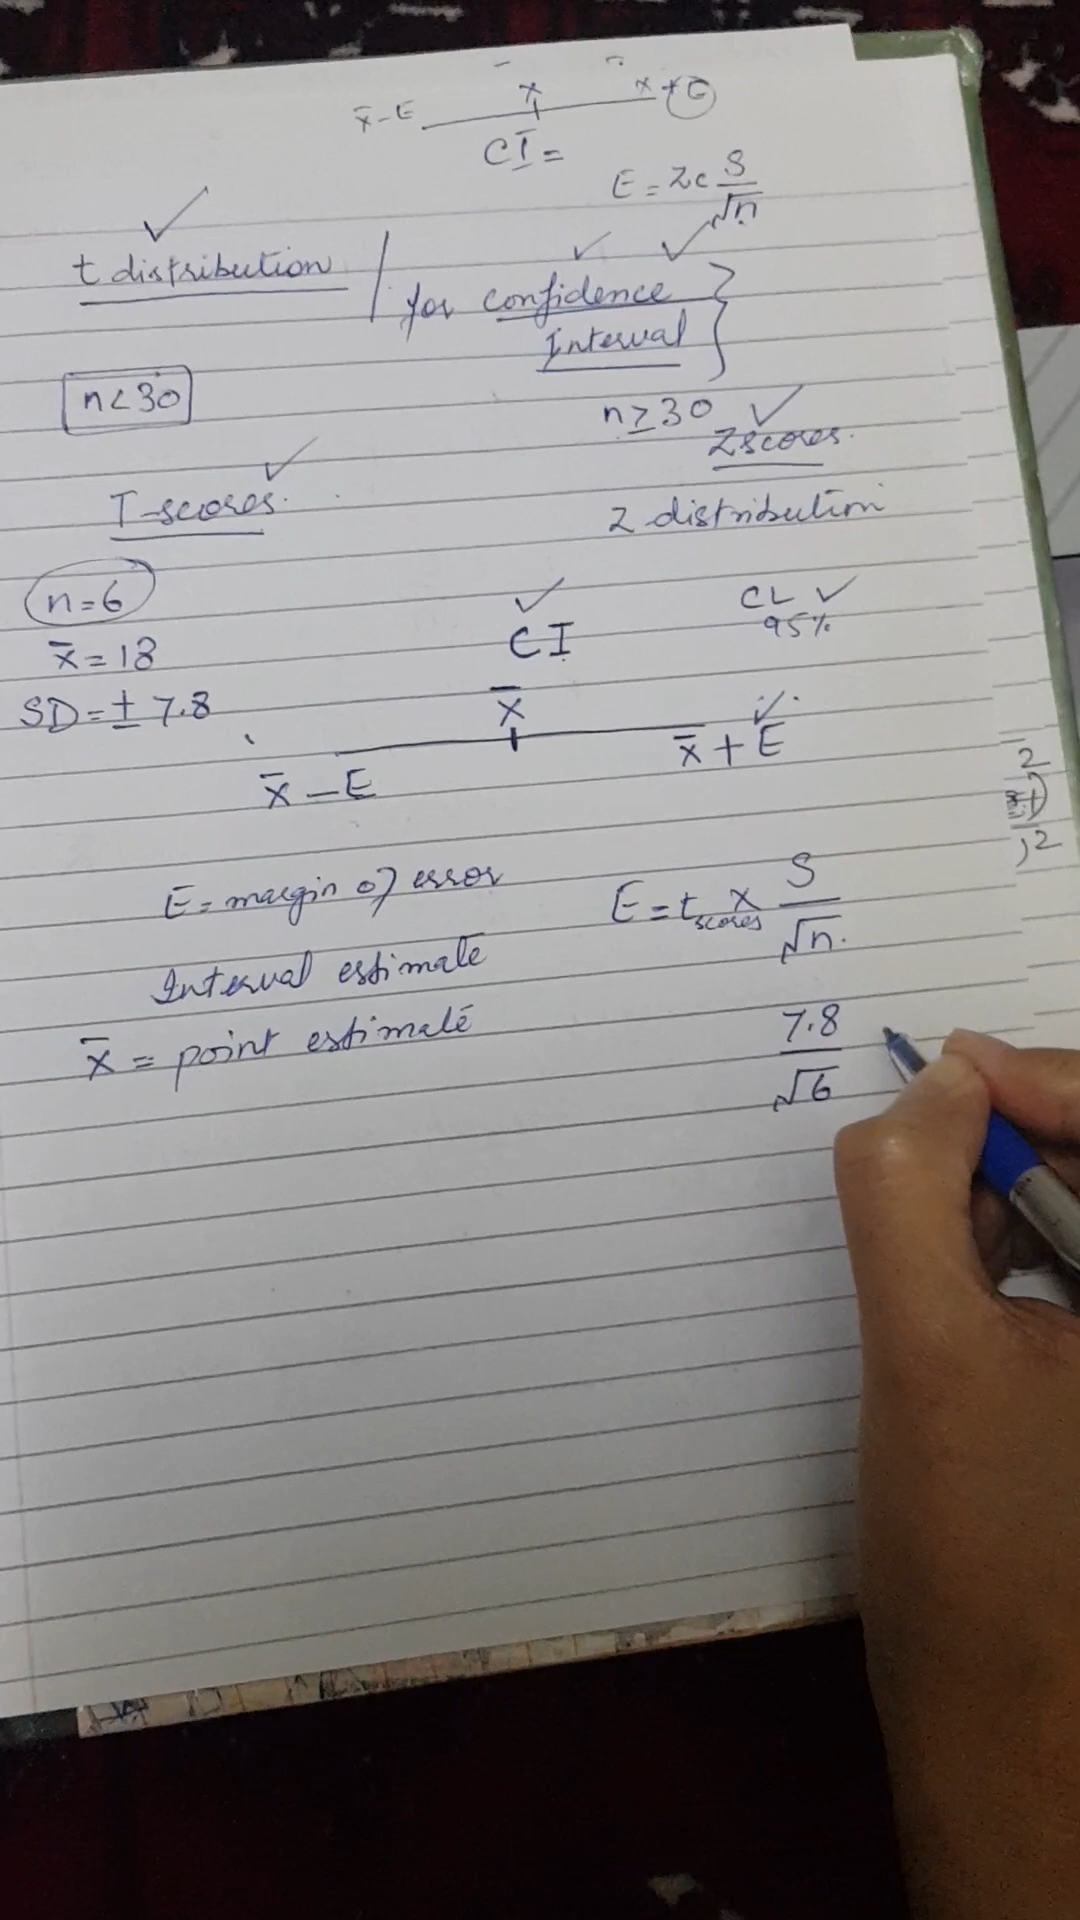 x̄ x̄ + E
x̄ - E
CI =
E = Zc S/√n
t distribution / for confidence
Interval
n<30
n≥30
Z scores.
T-scores.
Z distribution
n=6
CI
CL
95%
x̄ = 18
SD = ± 7.8
x̄
x̄ - E
x̄ + E
E = margin of error
E = t scores × S/√n.
Interval estimate
x̄ = point estimate
7.8/√6